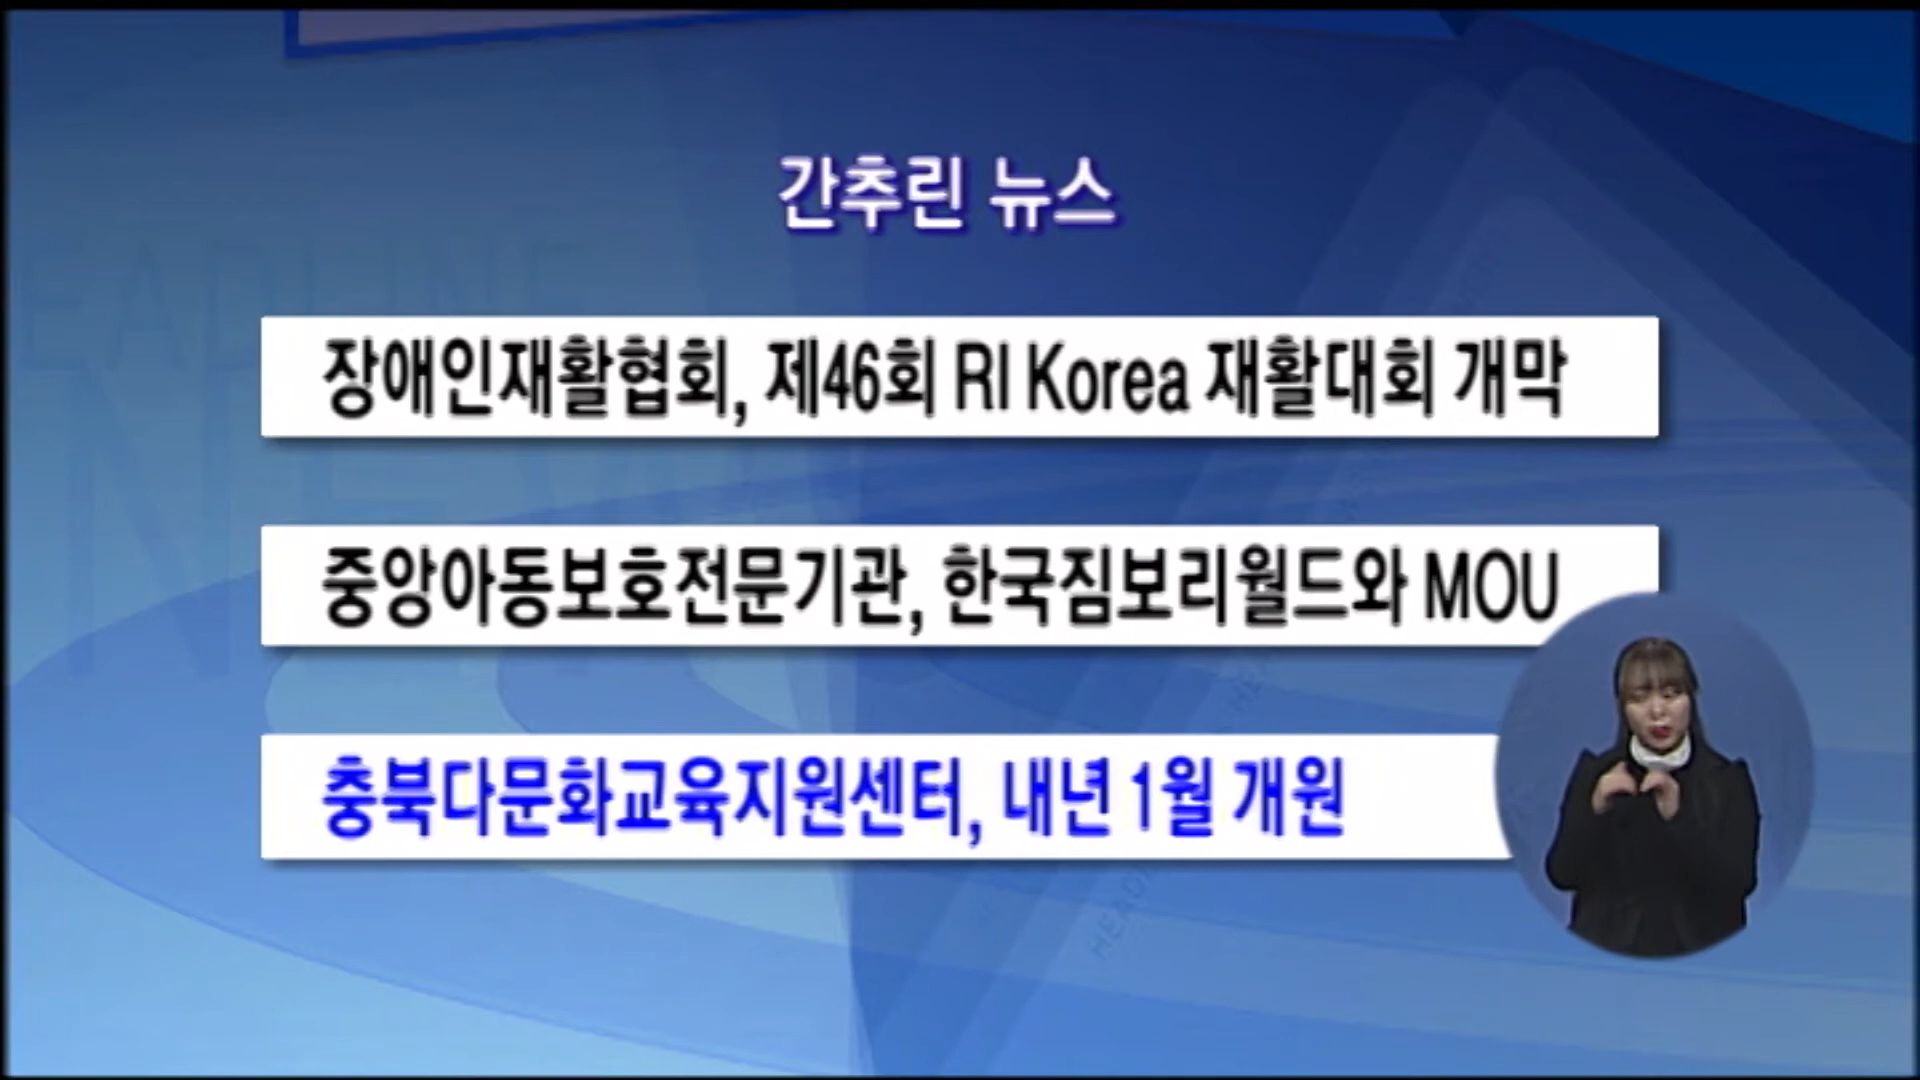 간추린 뉴스
장애인재활협회, 제46회 RI Korea 재활대회 개막
중앙아동보호전문기관, 한국짐보리월드와 MOU
충북다문화교육지원센터, 내년 1월 개원